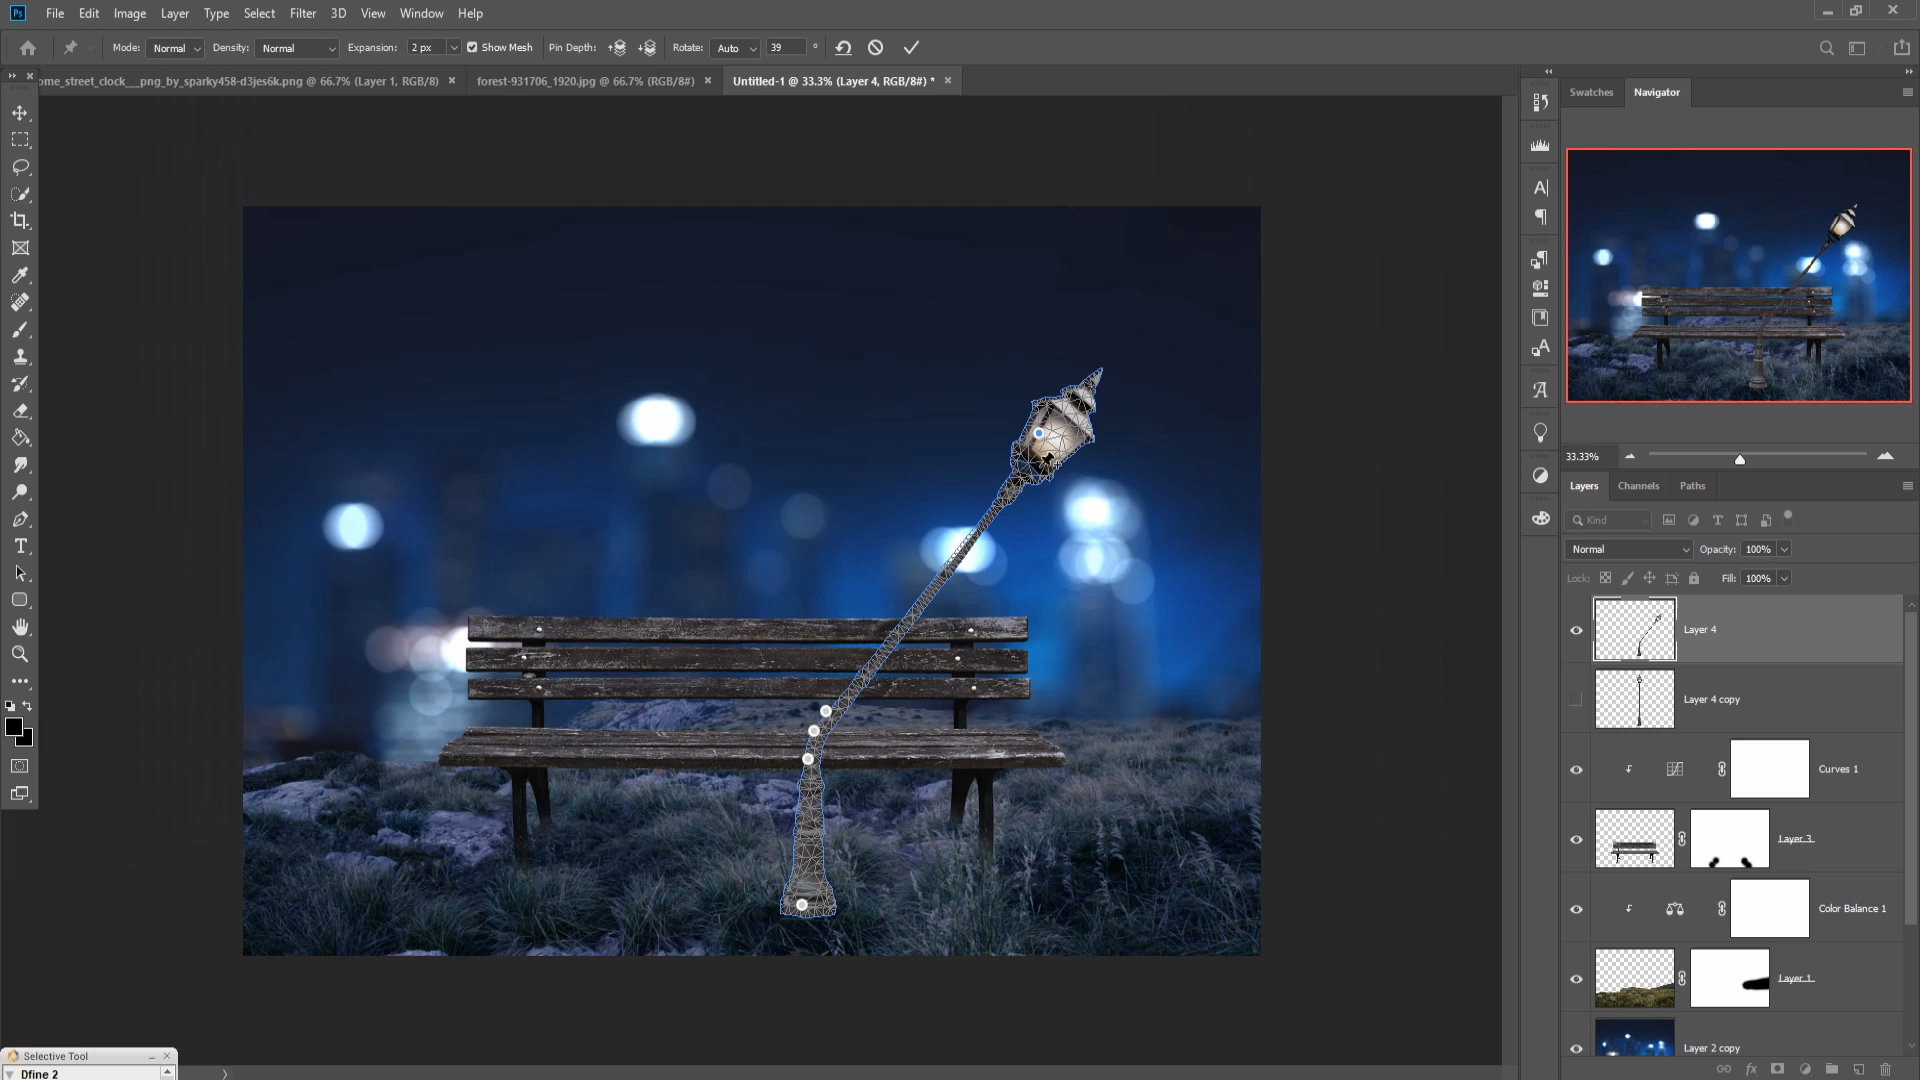 Ps File Edit Image Layer Type Select Filter 3D View Window Help
Mode: Normal Density: Normal Expansion: 2 px Show Mesh Pin Depth: Rotate: Auto 39 °
ome_street_clock___png_by_sparky458-d3jes6k.png @ 66.7% (Layer 1, RGB/8) × forest-931706_1920.jpg @ 66.7% (RGB/8#) × Untitled-1 @ 33.3% (Layer 4, RGB/8#) * ×
Swatches Navigator
33.33%
Layers Channels Paths
Kind
Normal Opacity: 100%
Lock: Fill: 100%
Layer 4
Layer 4 copy
Curves 1
Layer 3
Color Balance 1
Layer 1
Layer 2 copy
Selective Tool
Dfine 2